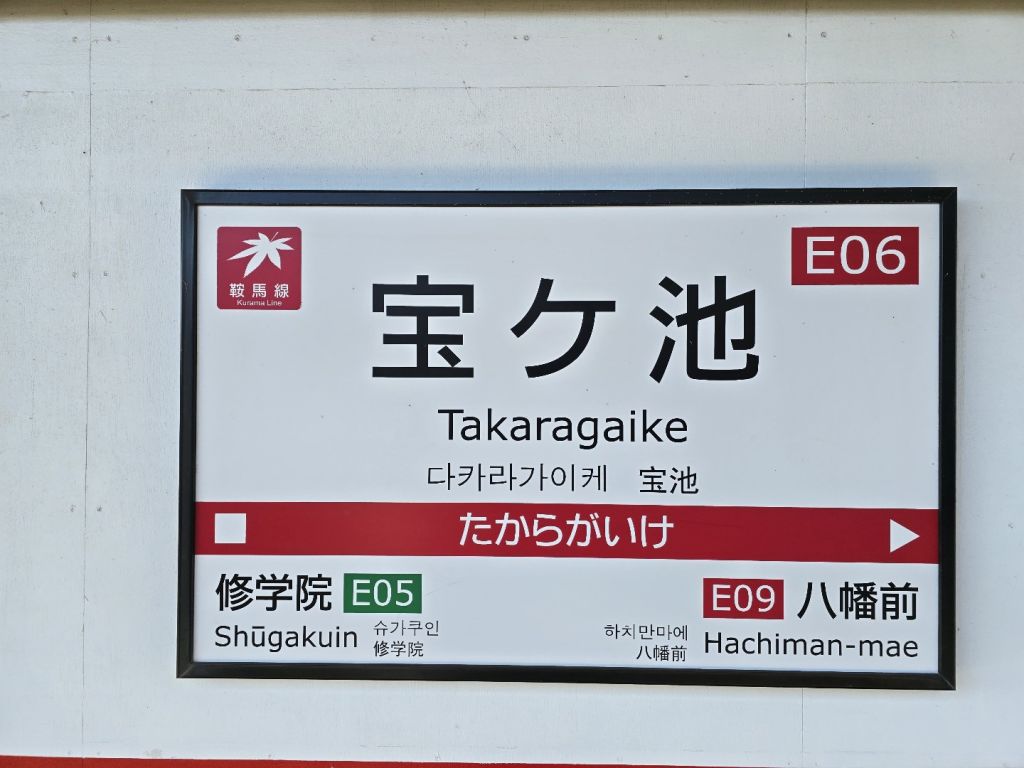 鞍馬線
Kurama Line
E06
宝ケ池
Takaragaike
다카라가이케 宝池
たからがいけ
修学院 E05
Shūgakuin 슈가쿠인
修学院
E09 八幡前
하치만마에 Hachiman-mae
八幡前